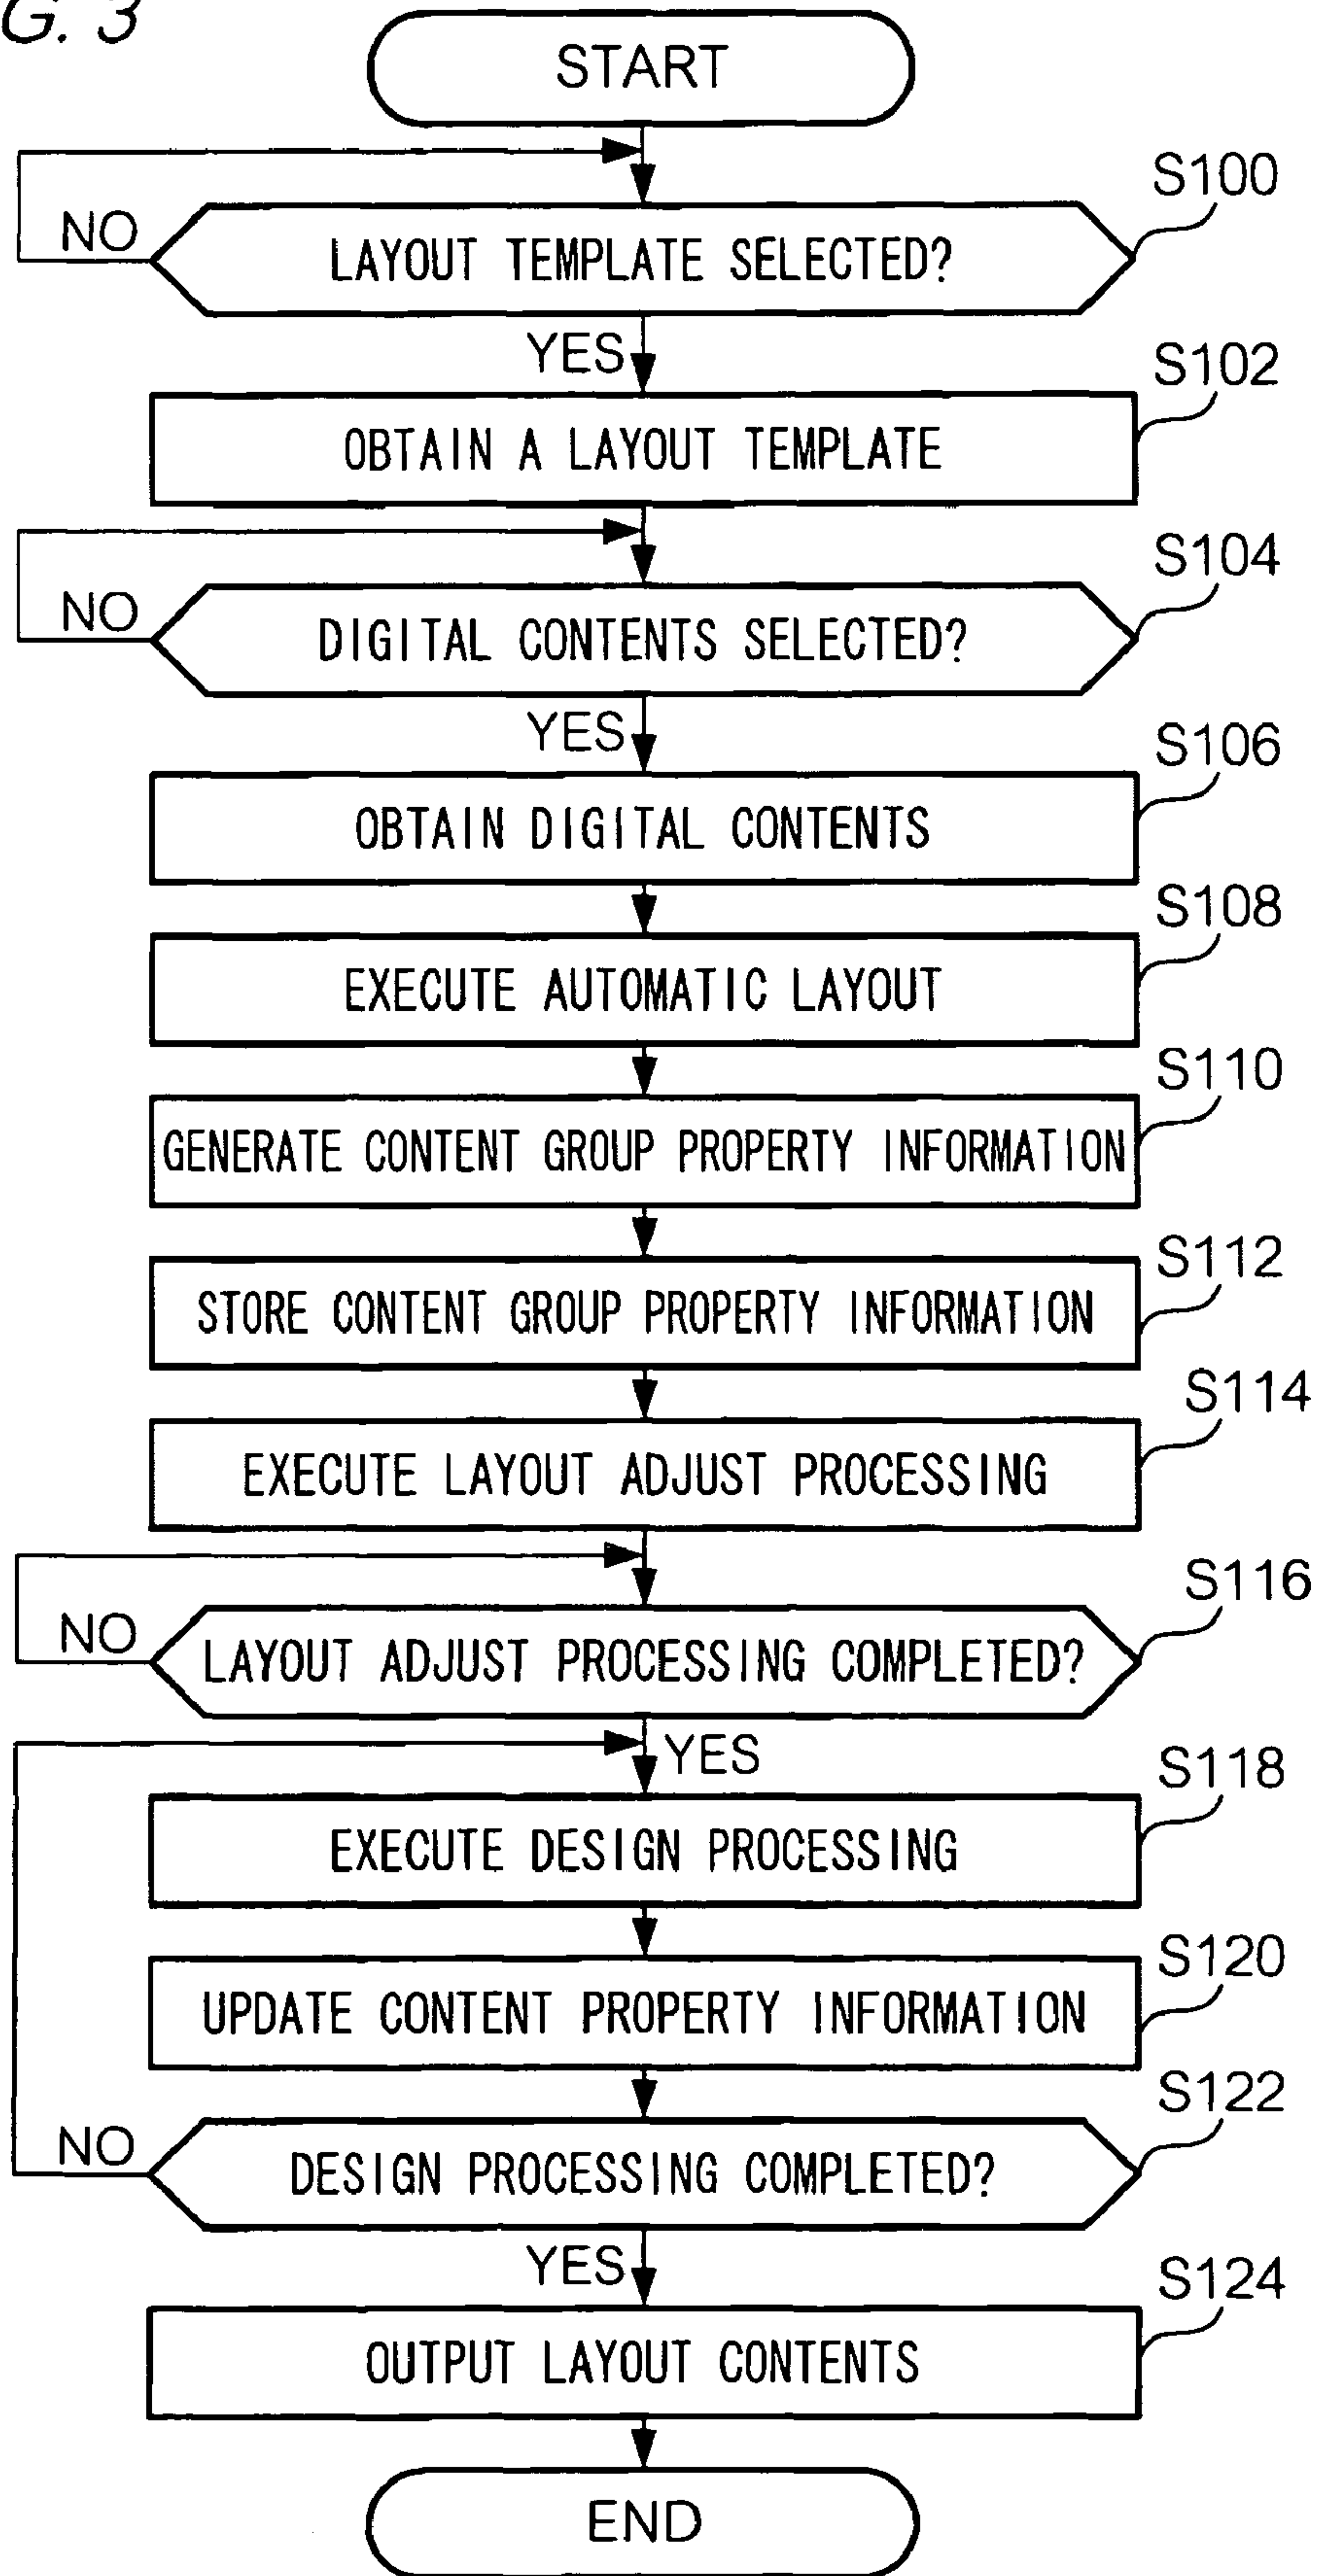 G. 3
START
S100
NO
LAYOUT TEMPLATE SELECTED?
YES
S102
OBTAIN A LAYOUT TEMPLATE
S104
NO
DIGITAL CONTENTS SELECTED?
YES
S106
OBTAIN DIGITAL CONTENTS
S108
EXECUTE AUTOMATIC LAYOUT
S110
GENERATE CONTENT GROUP PROPERTY INFORMATION
S112
STORE CONTENT GROUP PROPERTY INFORMATION
S114
EXECUTE LAYOUT ADJUST PROCESSING
S116
NO
LAYOUT ADJUST PROCESSING COMPLETED?
YES
S118
EXECUTE DESIGN PROCESSING
S120
UPDATE CONTENT PROPERTY INFORMATION
S122
NO
DESIGN PROCESSING COMPLETED?
YES
S124
OUTPUT LAYOUT CONTENTS
END